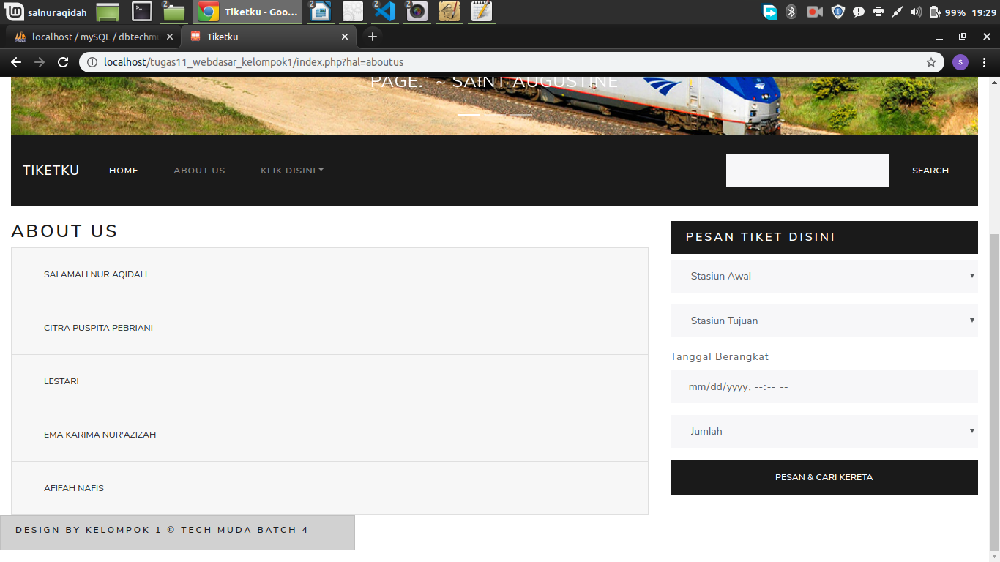 salnuraqidah
2
Tiketku - Goo...
2
2
2
99%
19:29
localhost / mySQL / dbtechmu
Tiketku
localhost/tugas11_webdasar_kelompok1/index.php?hal=aboutus
S
PAGE.” ~ SAINT AUGUSTINE
TIKETKU
HOME
ABOUT US
KLIK DISINI
SEARCH
ABOUT US
SALAMAH NUR AQIDAH
CITRA PUSPITA PEBRIANI
LESTARI
EMA KARIMA NUR'AZIZAH
AFIFAH NAFIS
PESAN TIKET DISINI
Stasiun Awal
Stasiun Tujuan
Tanggal Berangkat
mm/dd/yyyy, --:-- --
Jumlah
PESAN & CARI KERETA
DESIGN BY KELOMPOK 1 © TECH MUDA BATCH 4